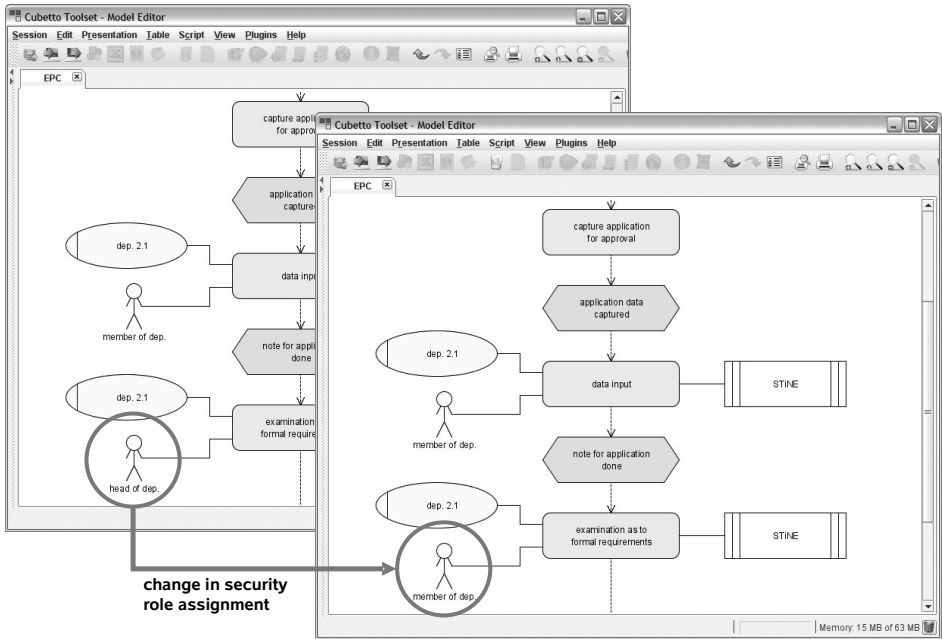 Cubetto Toolset - Model Editor
Session Edit Presentation Table Script View Plugins Help
EPC
capture appli
for approv
application
capture
dep. 2.1
data inpu
member of dep.
note for appli
done
dep. 2.1
examination
formal require
head of dep.
change in security
role assignment
Cubetto Toolset - Model Editor
Session Edit Presentation Table Script View Plugins Help
EPC
capture application
for approval
application data
captured
dep. 2.1
data input
STiNE
member of dep.
note for application
done
dep. 2.1
examination as to
formal requirements
STiNE
member of dep.
Memory: 15 MB of 63 MB